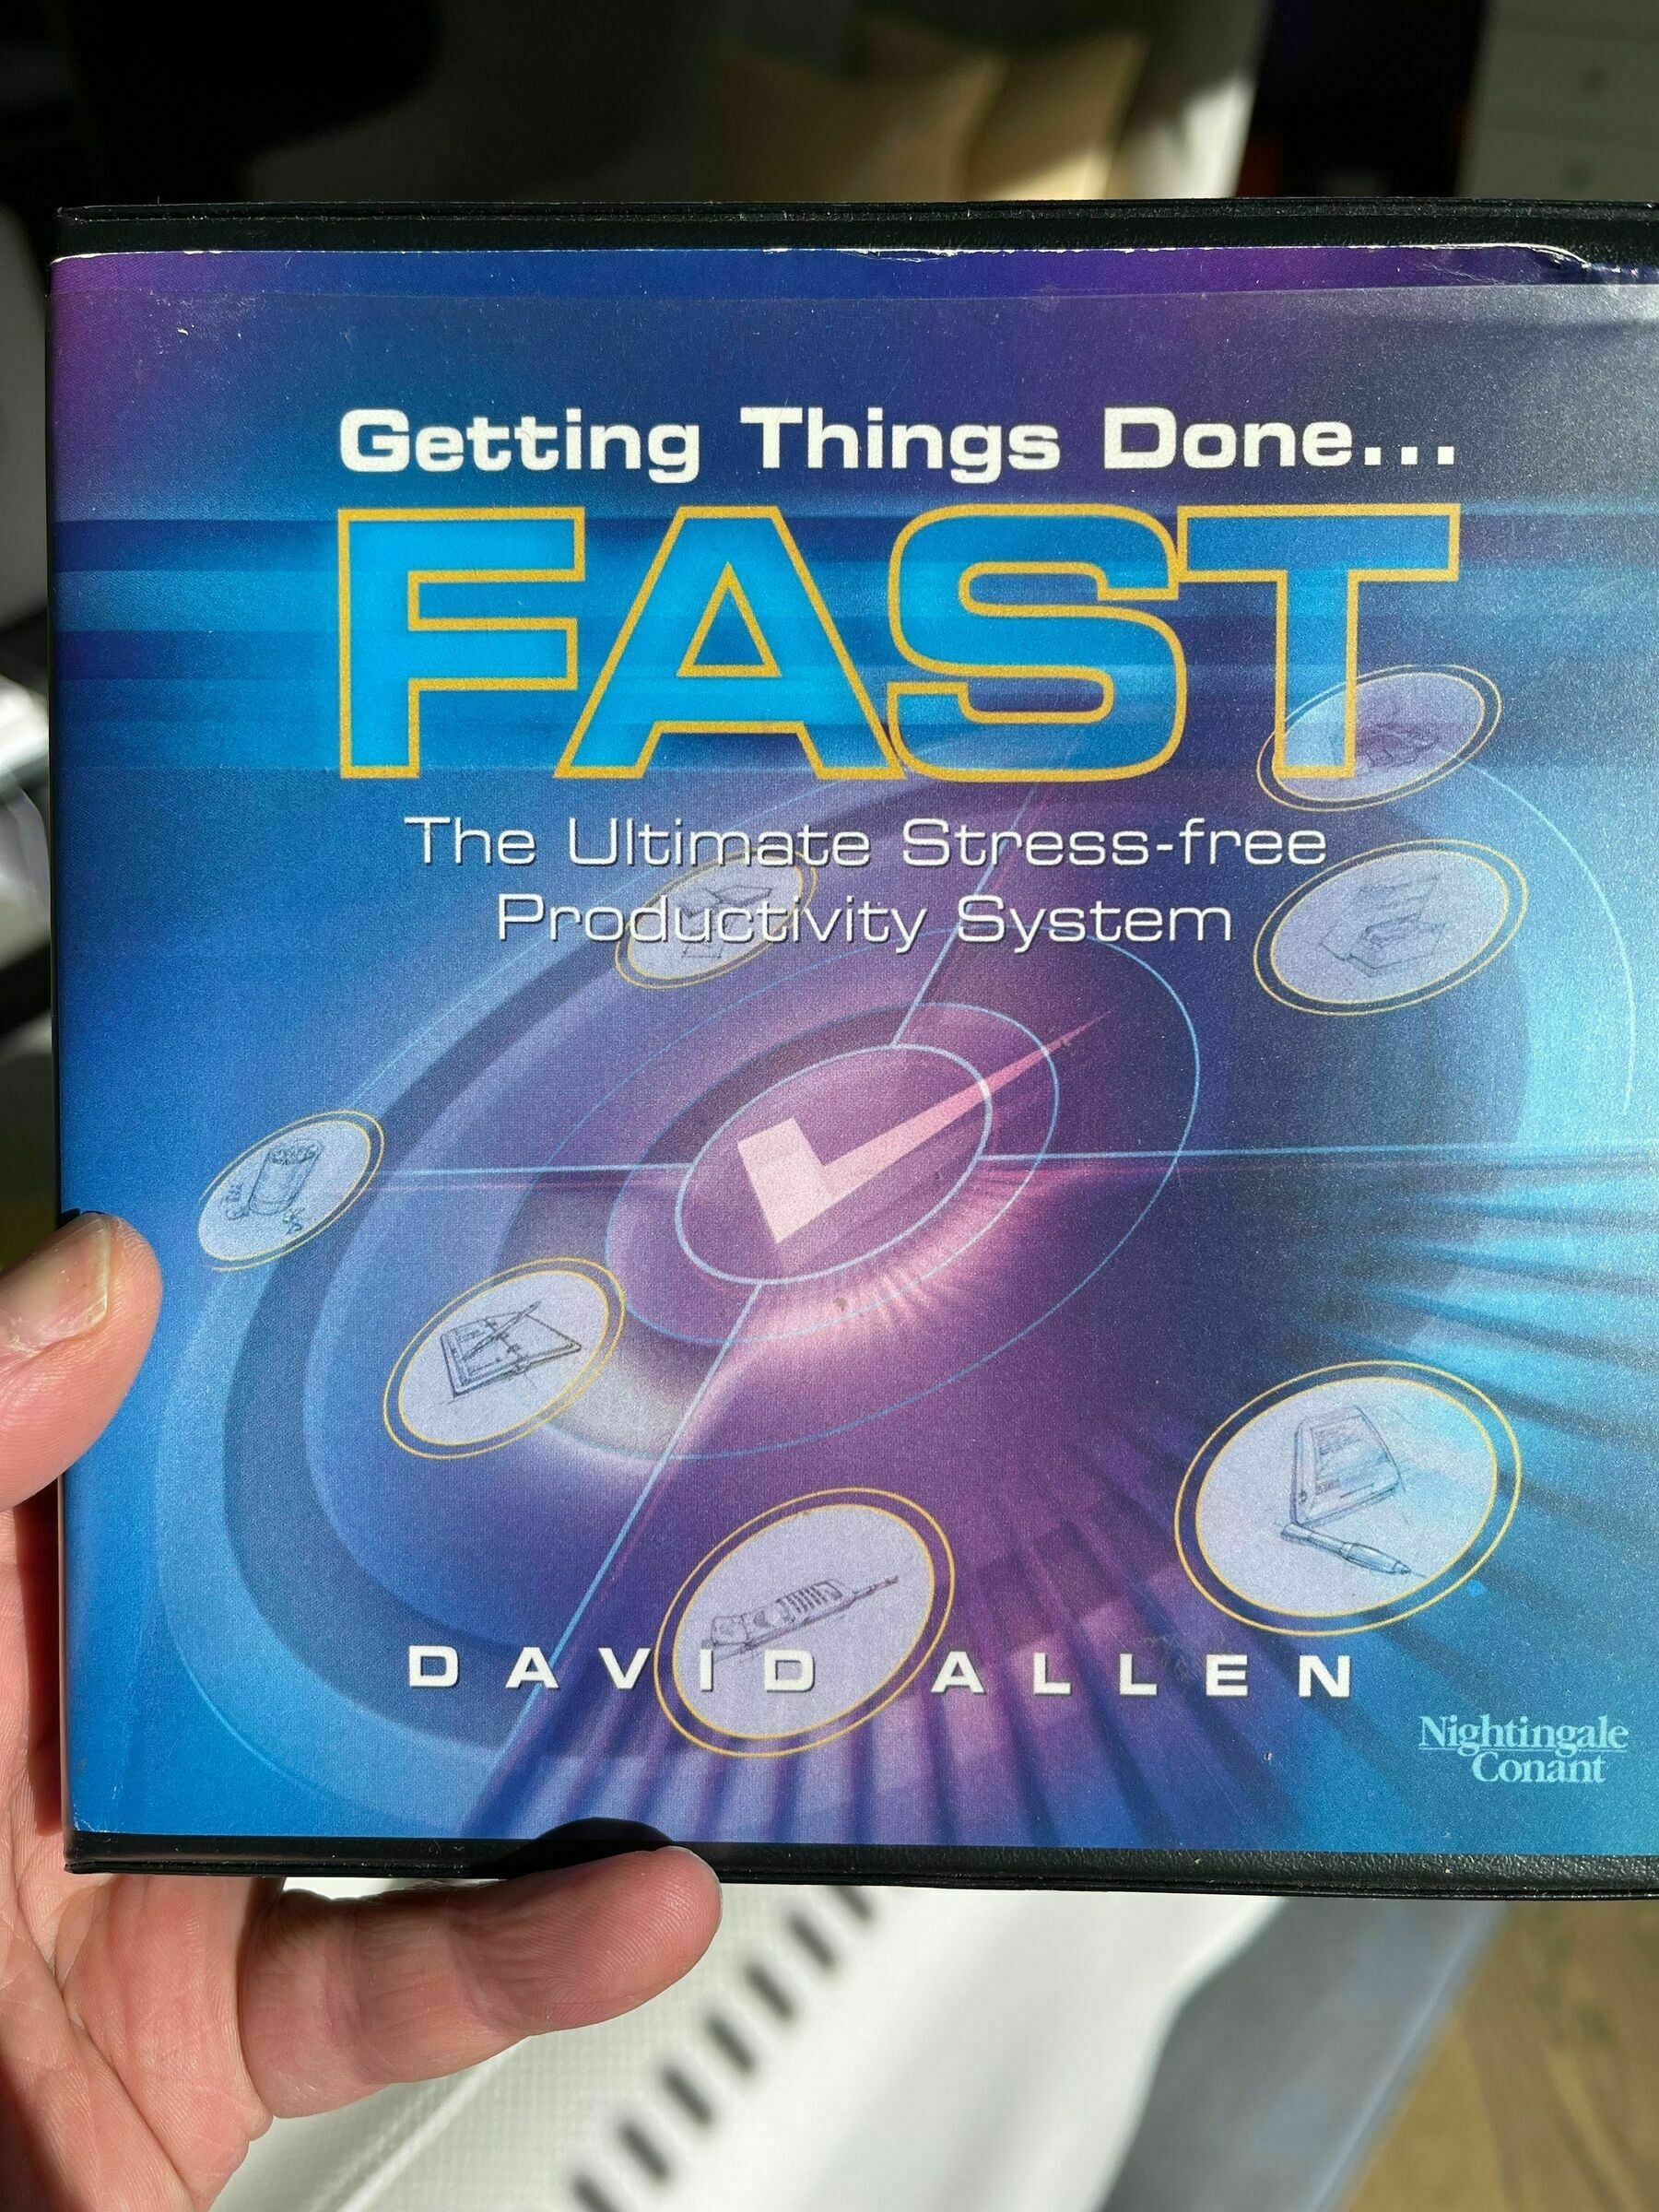 Getting Things Done...
FAST
The Ultimate Stress-free
Productivity System
DAVID ALLEN
Nightingale
Conant